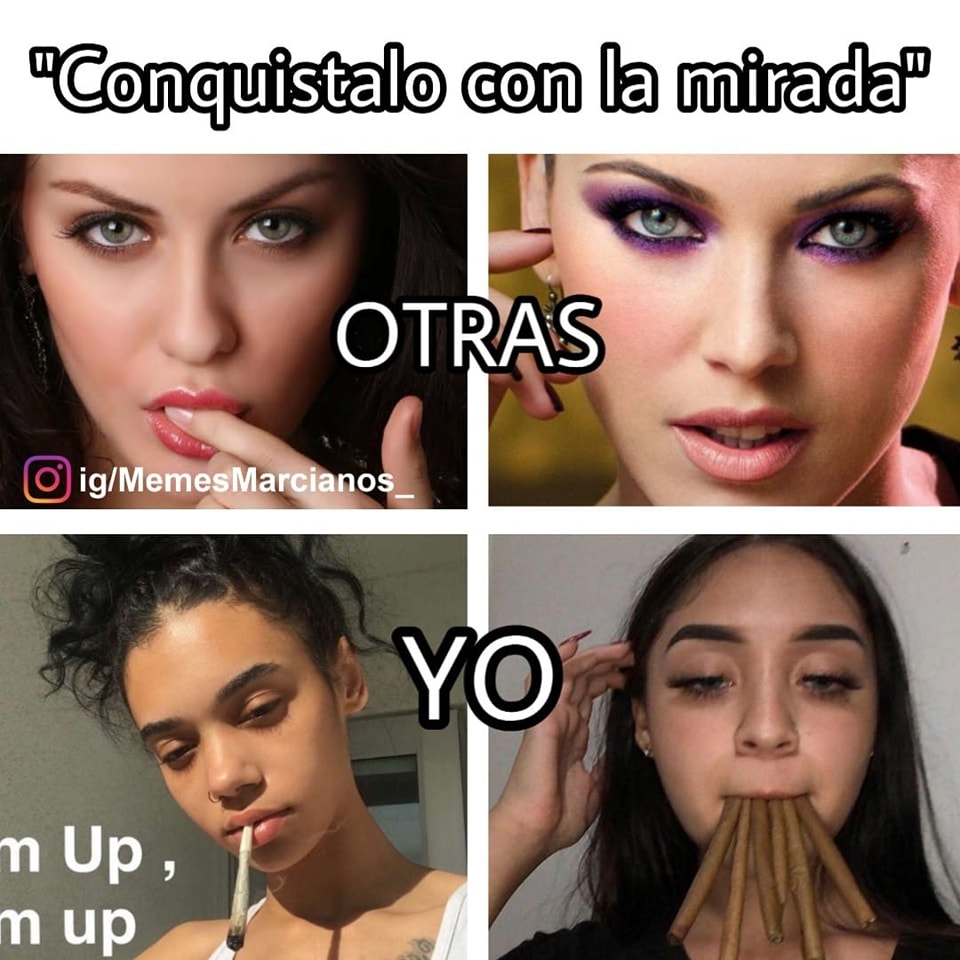 "Conquistalo con la mirada"
OTRAS
ig/MemesMarcianos_
YO
m Up ,
m up